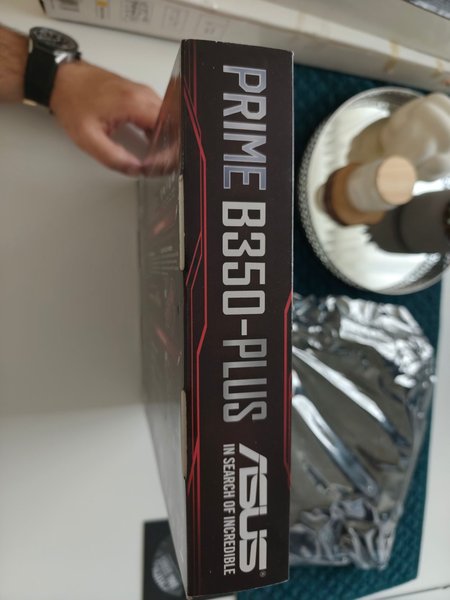 PRIME B350-PLUS
ASUS®
IN SEARCH OF INCREDIBLE